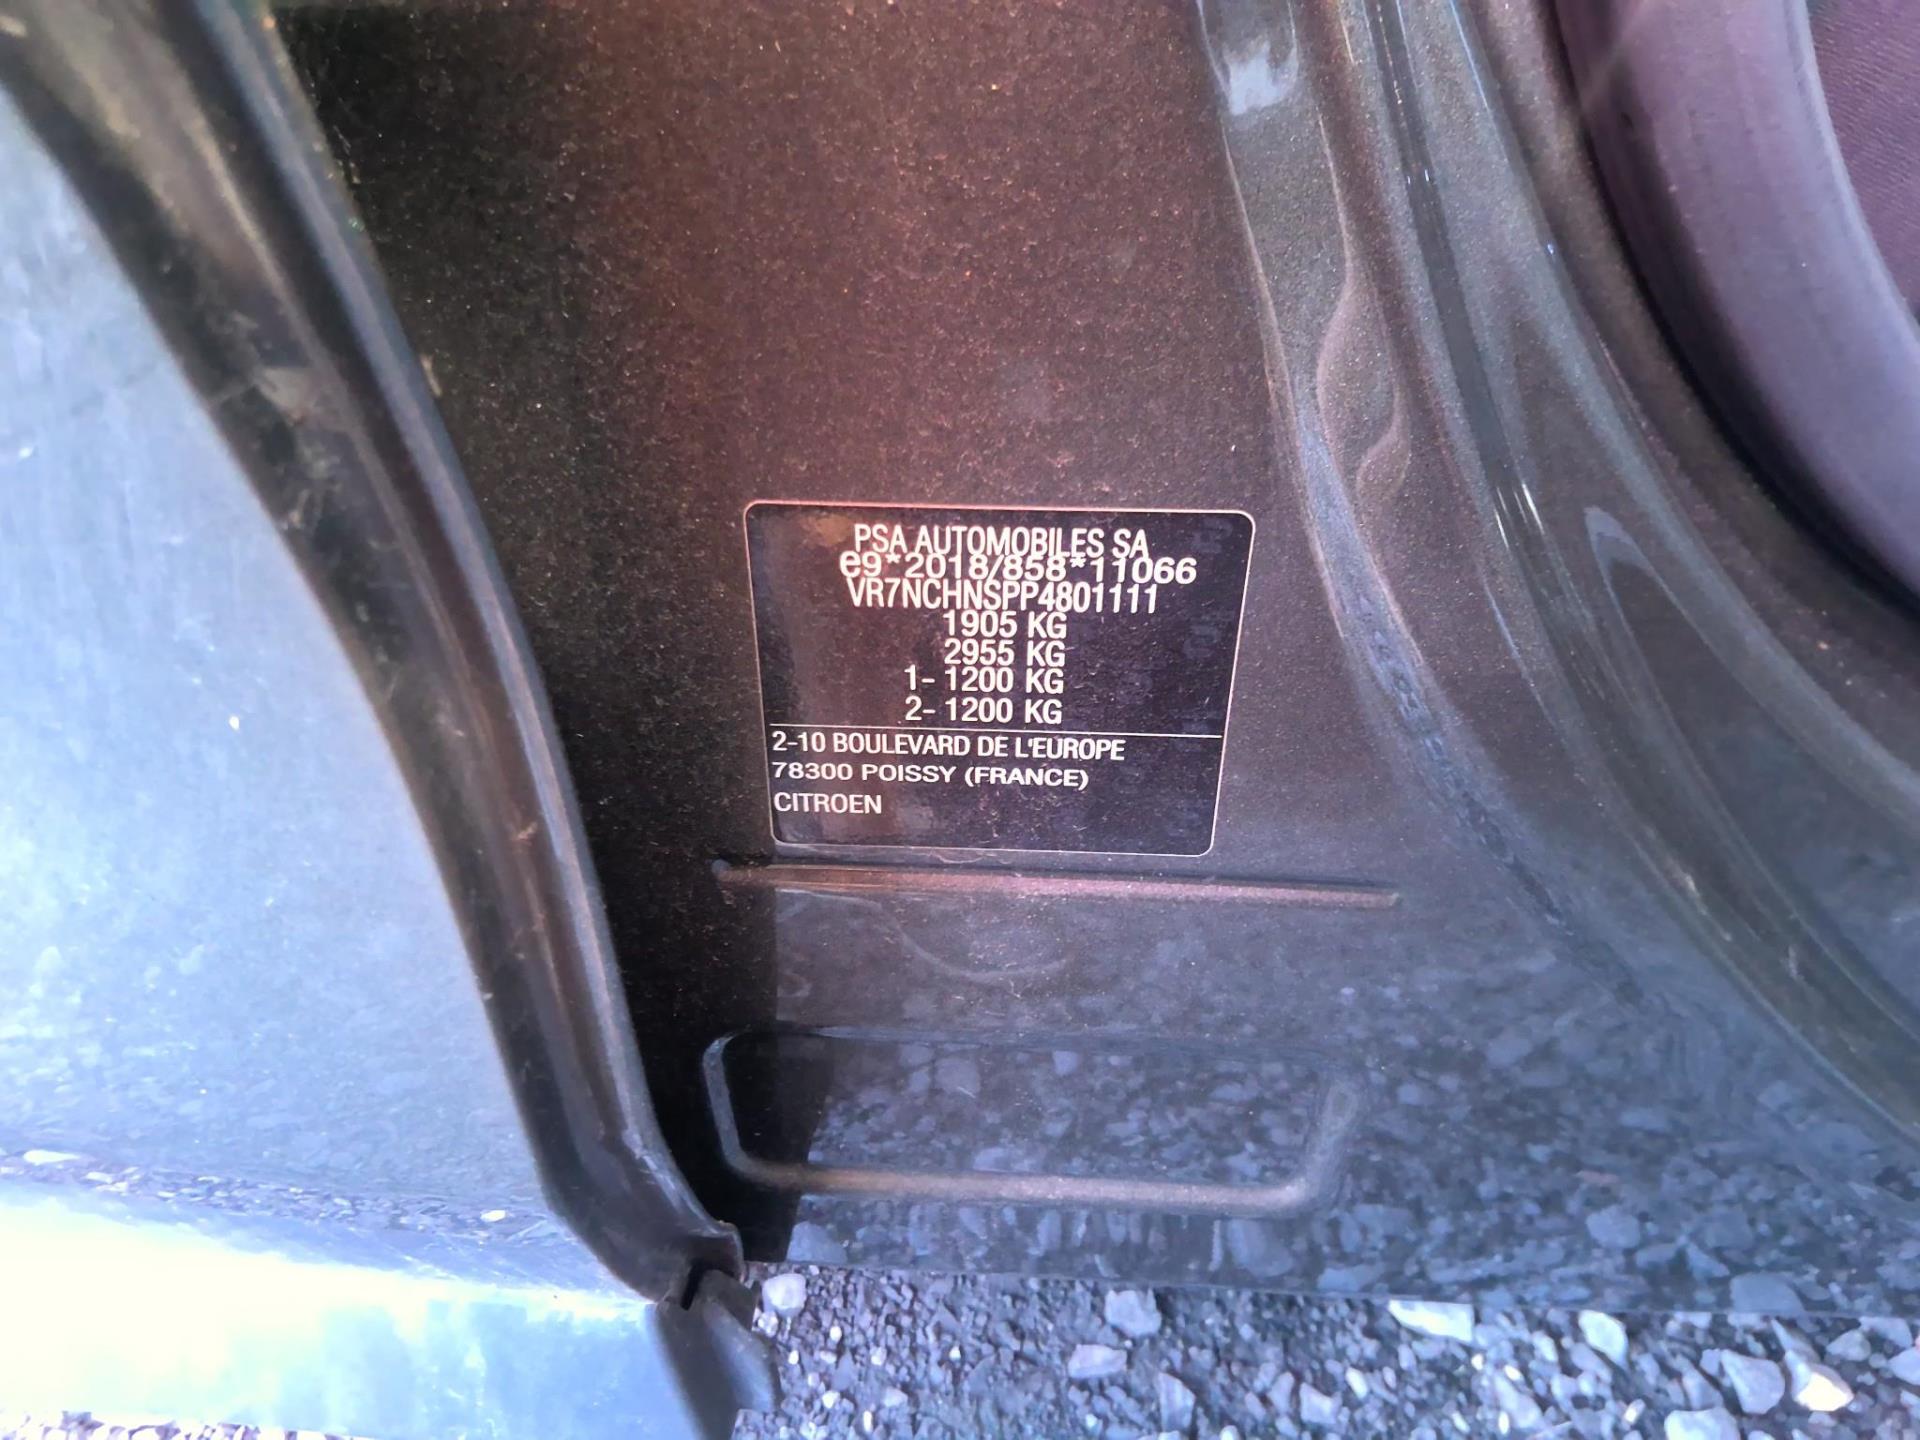 PSA AUTOMOBILES SA
e9*2018/858*11066
VR7NCHNSPP4801111
1905 KG
2955 KG
1- 1200 KG
2- 1200 KG
2-10 BOULEVARD DE L'EUROPE
78300 POISSY (FRANCE)
CITROEN